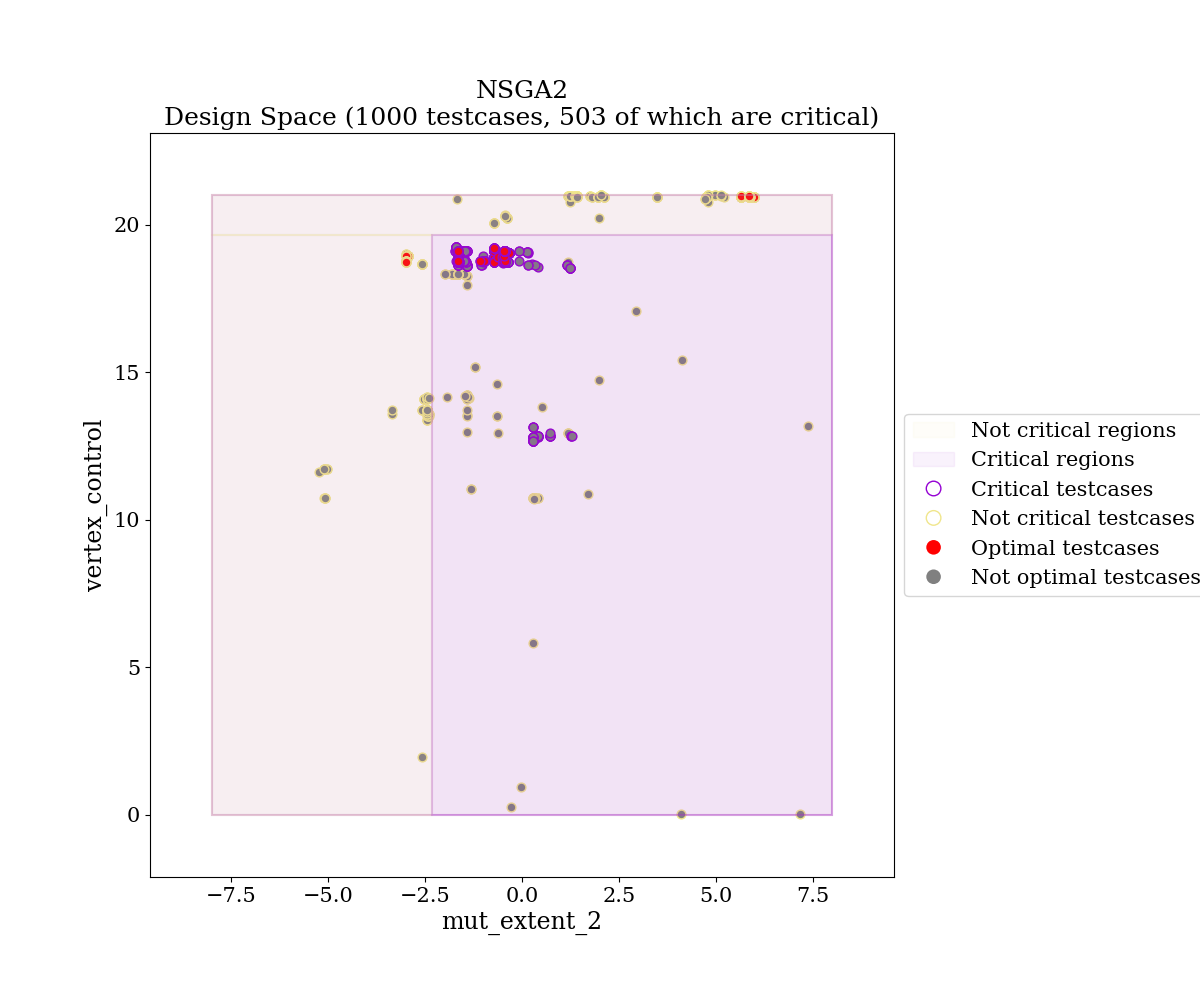 NSGA2
Design Space (1000 testcases, 503 of which are critical)
20
15
10
5
0
vertex_control
−7.5
−5.0
−2.5
0.0
2.5
5.0
7.5
mut_extent_2
Not critical regions
Critical regions
Critical testcases
Not critical testcases
Optimal testcases
Not optimal testcases